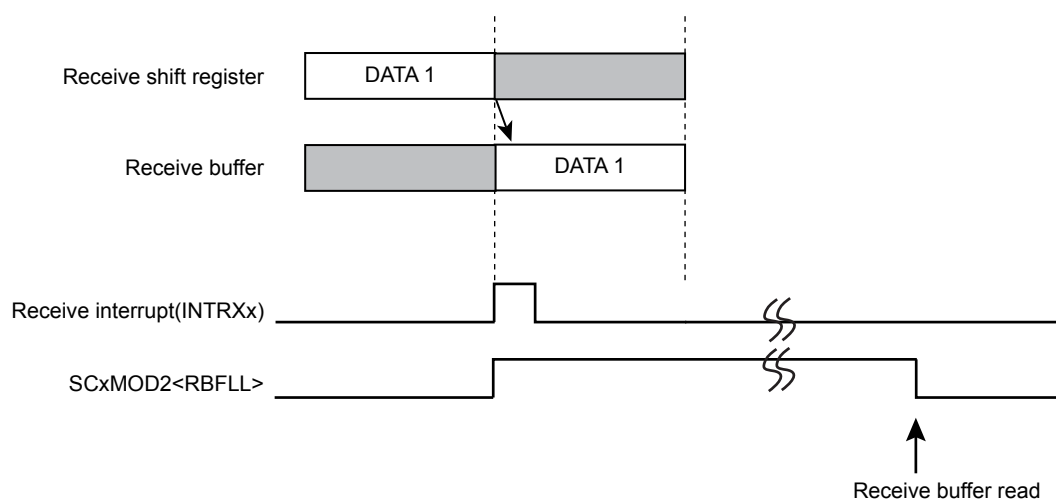 Receive shift register
DATA 1
Receive buffer
DATA 1
Receive interrupt(INTRXx)
SCxMOD2<RBFLL>
Receive buffer read